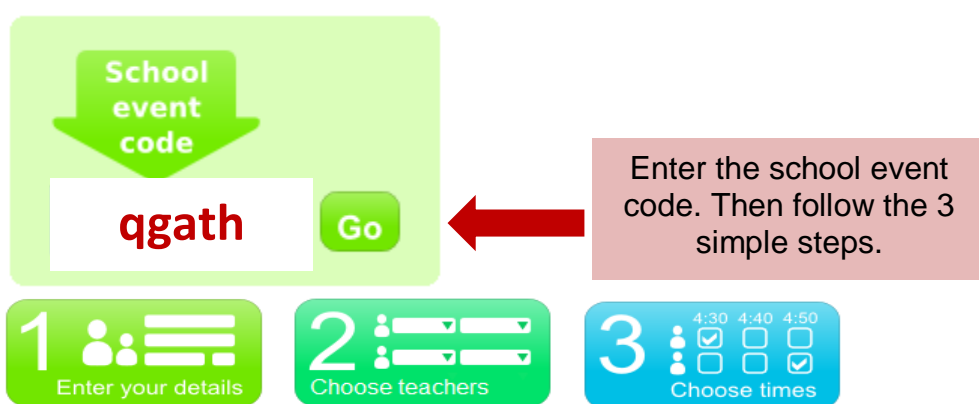 School
event
code
qgath
Go
Enter the school event
code. Then follow the 3
simple steps.
1
Enter your details
2
Choose teachers
3
4:30 4:40 4:50
Choose times